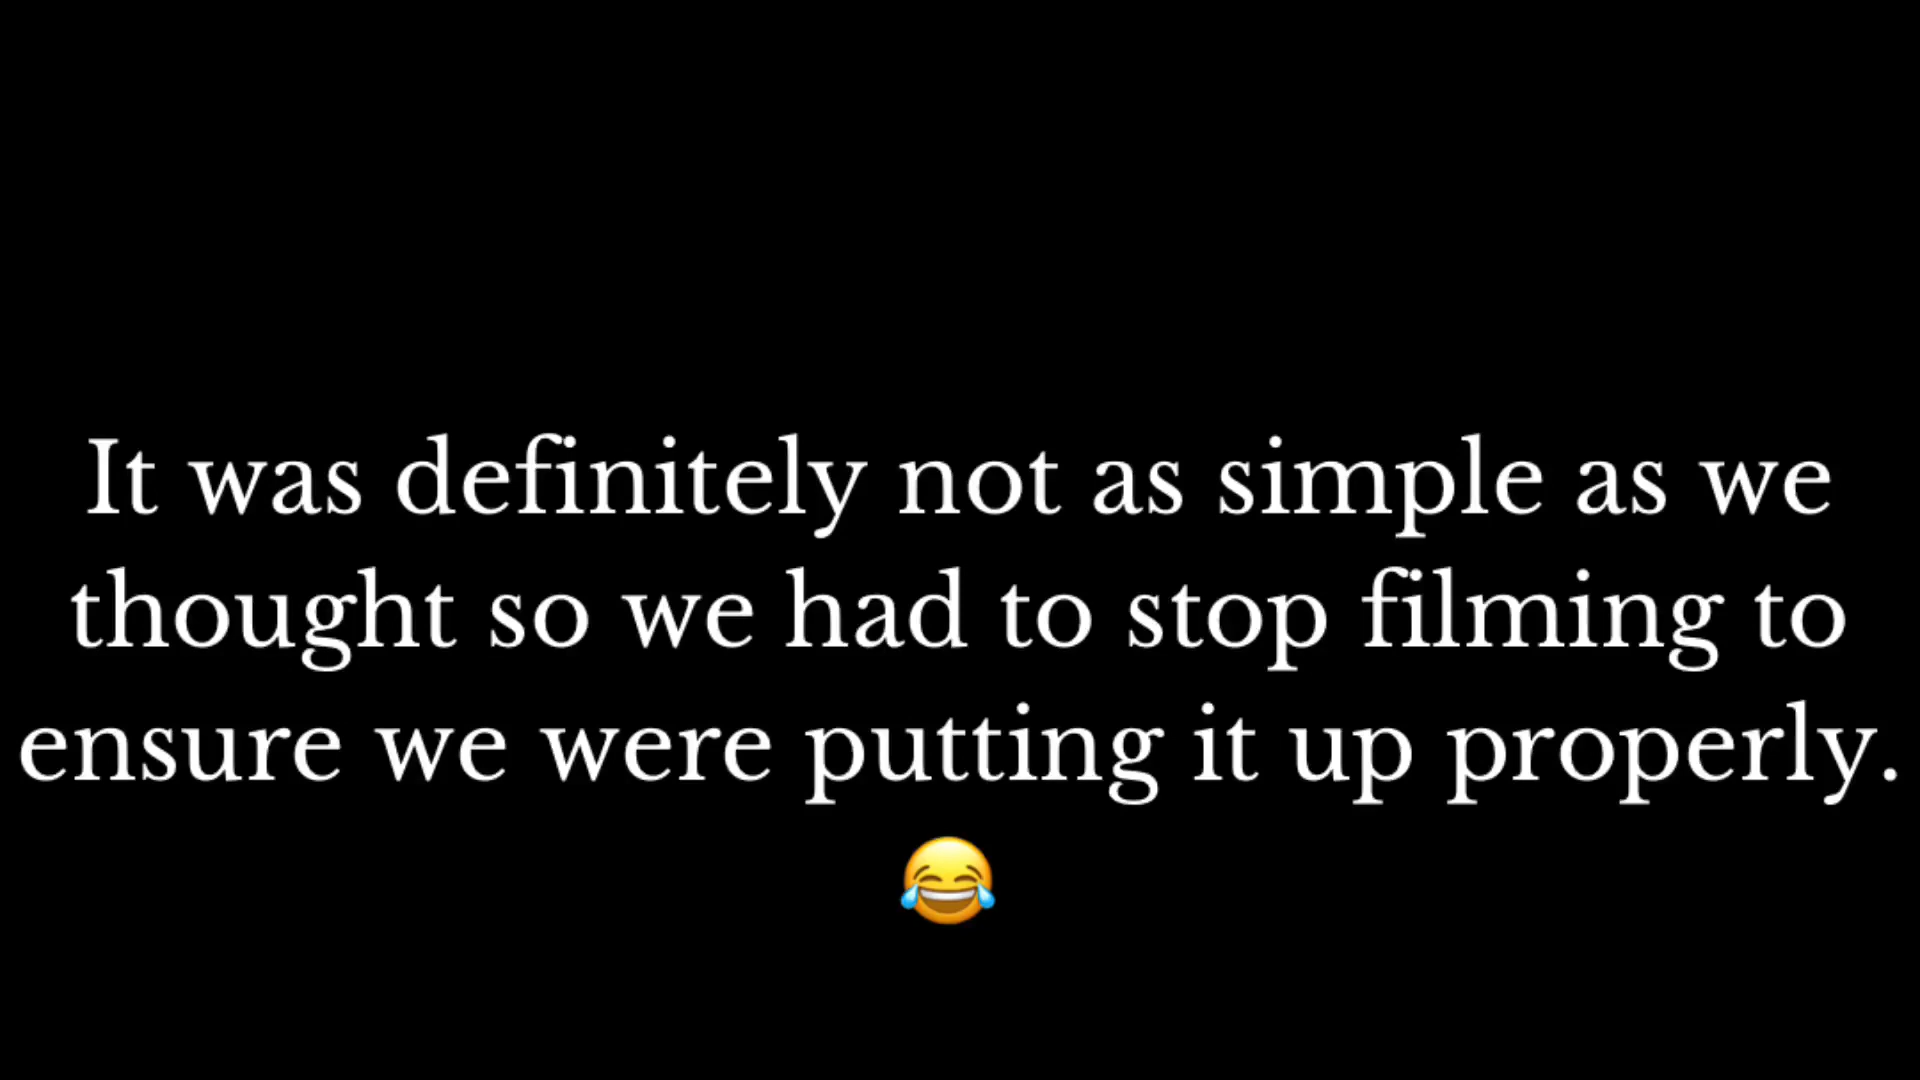 It was definitely not as simple as we
thought so we had to stop filming to
ensure we were putting it up properly.
😂